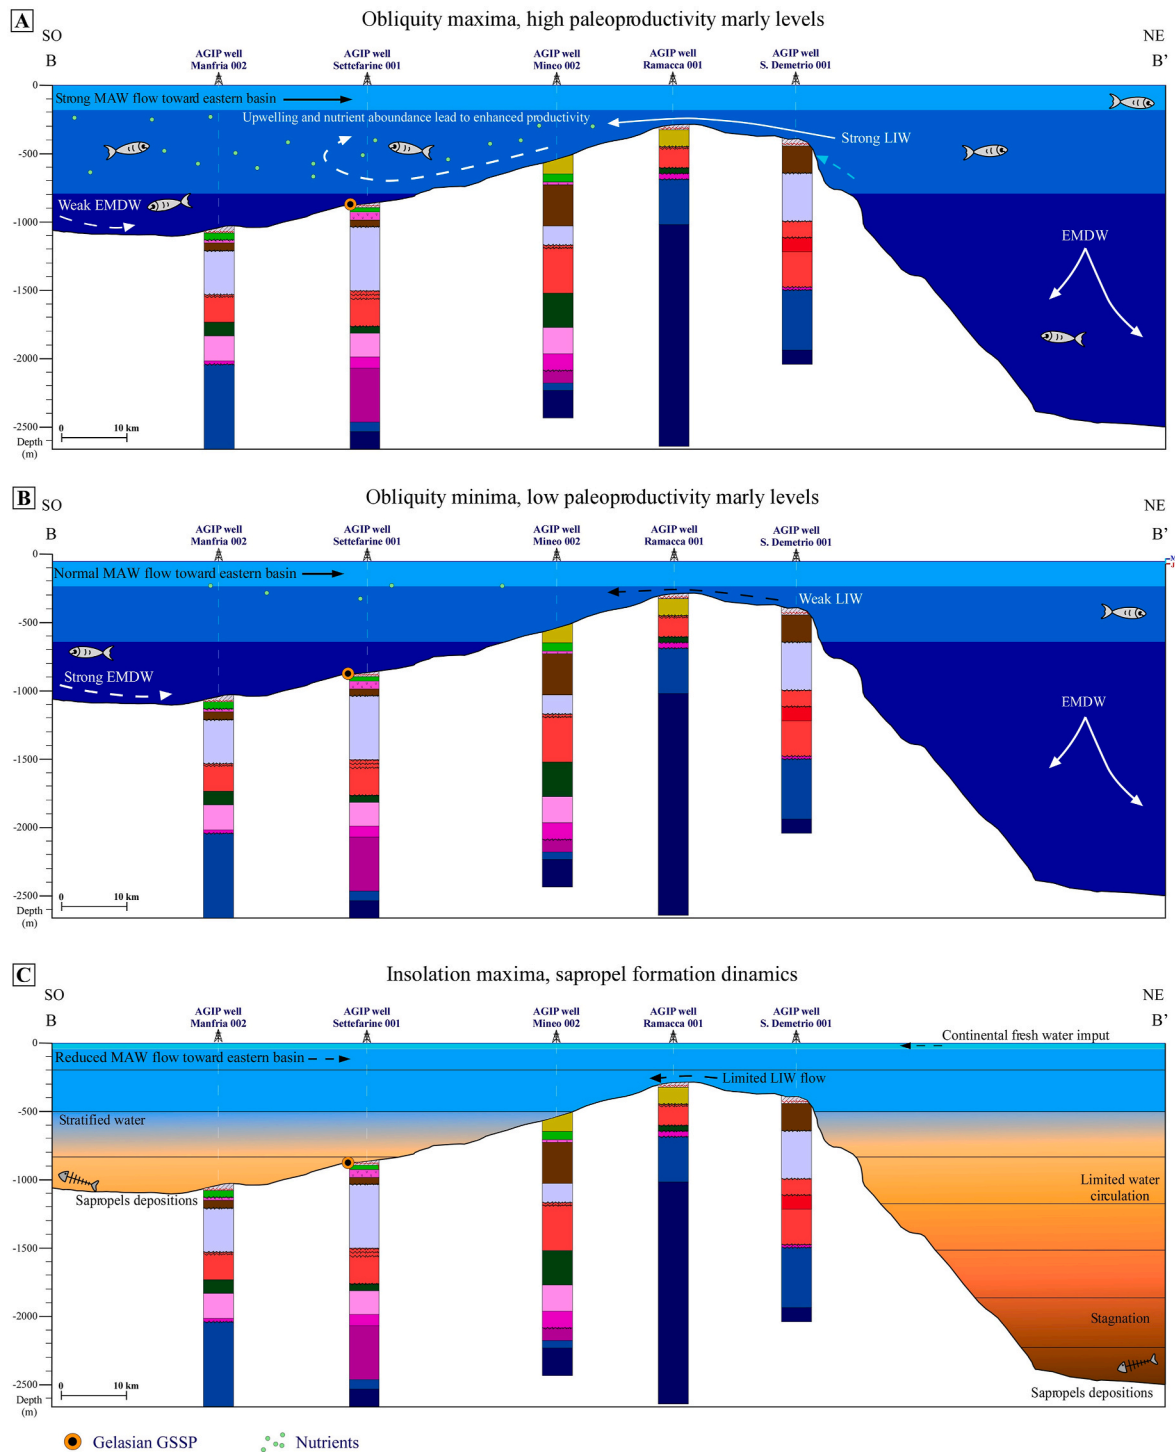 A
Obliquity maxima, high paleoproductivity marly levels
SO
NE
B
B'
AGIP well
Manfria 002
AGIP well
Settefarine 001
AGIP well
Mineo 002
AGIP well
Ramacca 001
AGIP well
S. Demetrio 001
0
Strong MAW flow toward eastern basin
Upwelling and nutrient aboundance lead to enhanced productivity
Strong LIW
-500
Weak EMDW
-1000
EMDW
-1500
-2000
-2500
Depth
(m)
0
10 km
B
Obliquity minima, low paleoproductivity marly levels
SO
NE
B
B'
AGIP well
Manfria 002
AGIP well
Settefarine 001
AGIP well
Mineo 002
AGIP well
Ramacca 001
AGIP well
S. Demetrio 001
0
Normal MAW flow toward eastern basin
Weak LIW
-500
Strong EMDW
-1000
EMDW
-1500
-2000
-2500
Depth
(m)
0
10 km
C
Insolation maxima, sapropel formation dinamics
SO
NE
B
B'
AGIP well
Manfria 002
AGIP well
Settefarine 001
AGIP well
Mineo 002
AGIP well
Ramacca 001
AGIP well
S. Demetrio 001
Continental fresh water imput
0
Reduced MAW flow toward eastern basin
Limited LIW flow
-500
Stratified water
-1000
Sapropels depositions
Limited water
circulation
-1500
-2000
Stagnation
-2500
Depth
(m)
0
10 km
Sapropels depositions
Gelasian GSSP
Nutrients